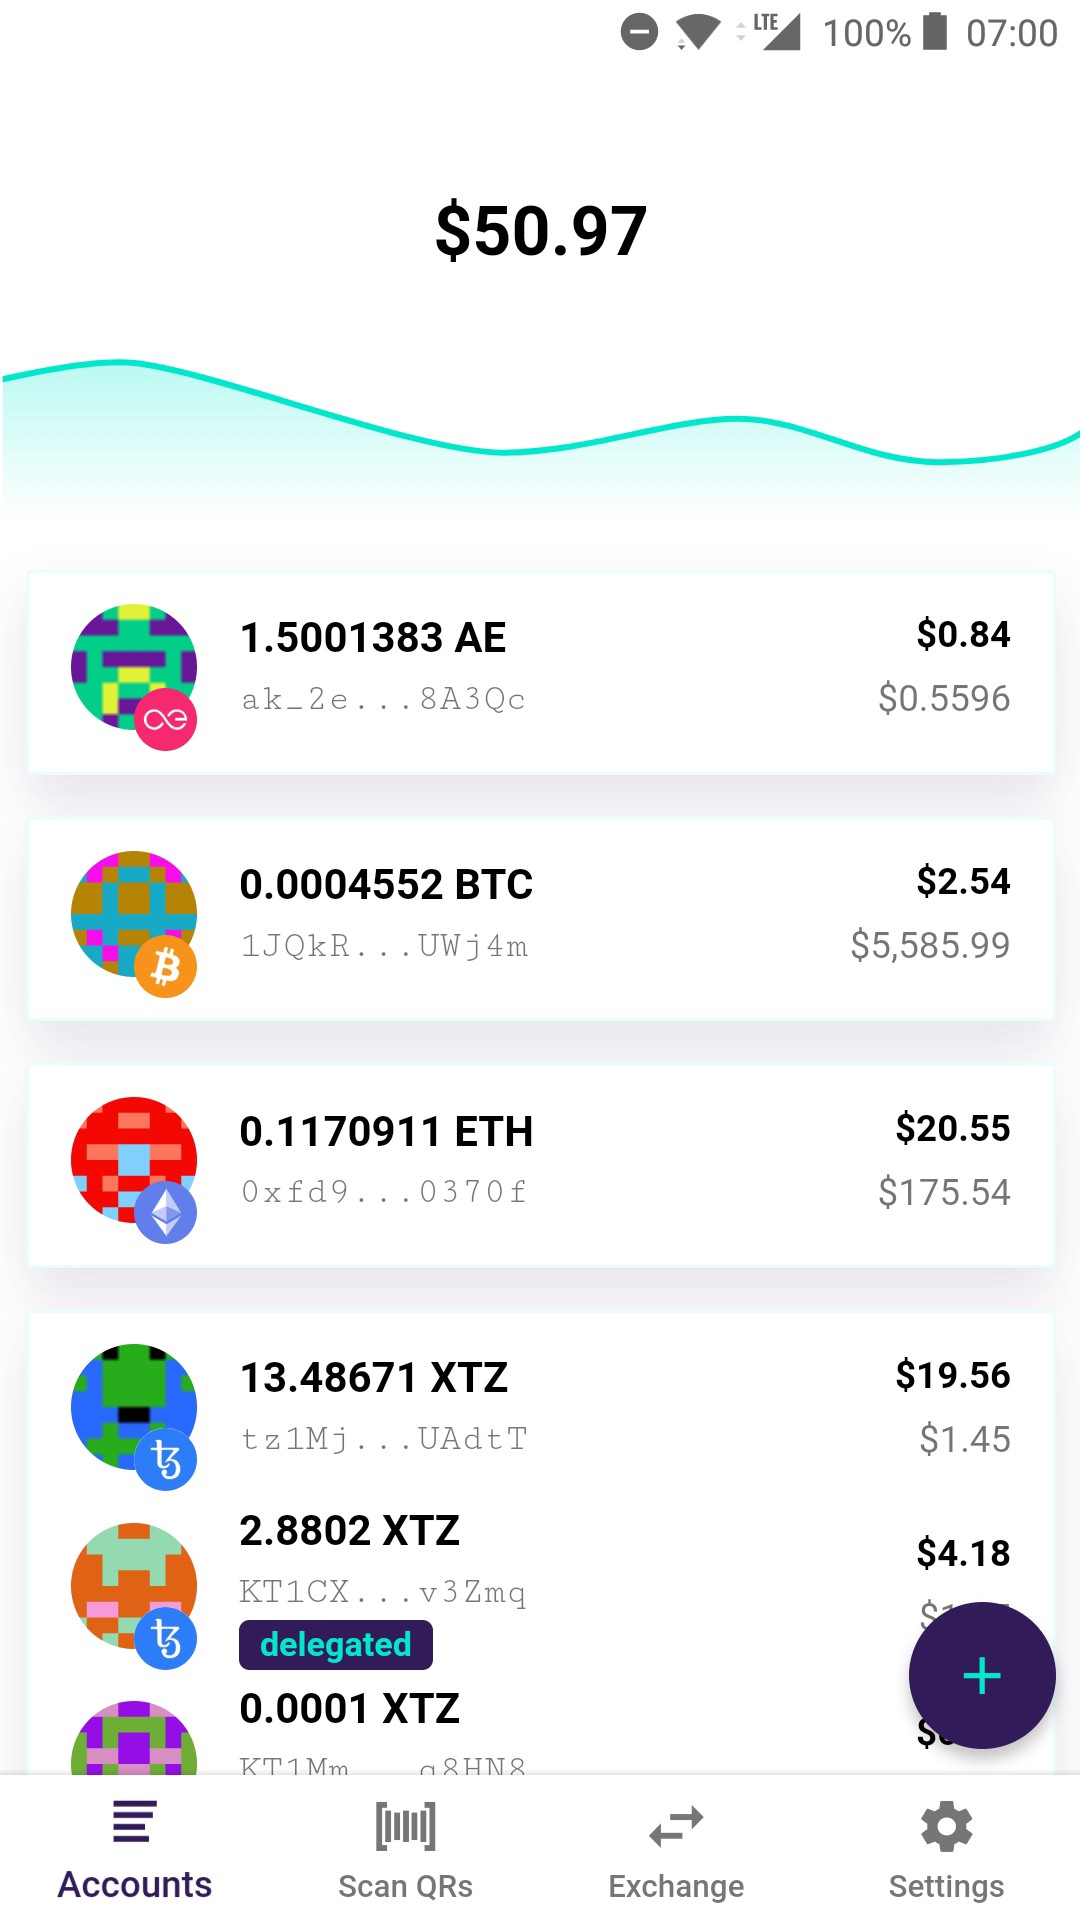 LTE 100% 07:00
$50.97
1.5001383 AE $0.84
ak_2e...8A3Qc $0.5596
0.0004552 BTC $2.54
1JQkR...UWj4m $5,585.99
0.1170911 ETH $20.55
0xfd9...0370f $175.54
13.48671 XTZ $19.56
tz1Mj...UAdtT $1.45
2.8802 XTZ $4.18
KT1CX...v3Zmq
delegated
0.0001 XTZ
KT1Mm...q8HN8
Accounts Scan QRs Exchange Settings